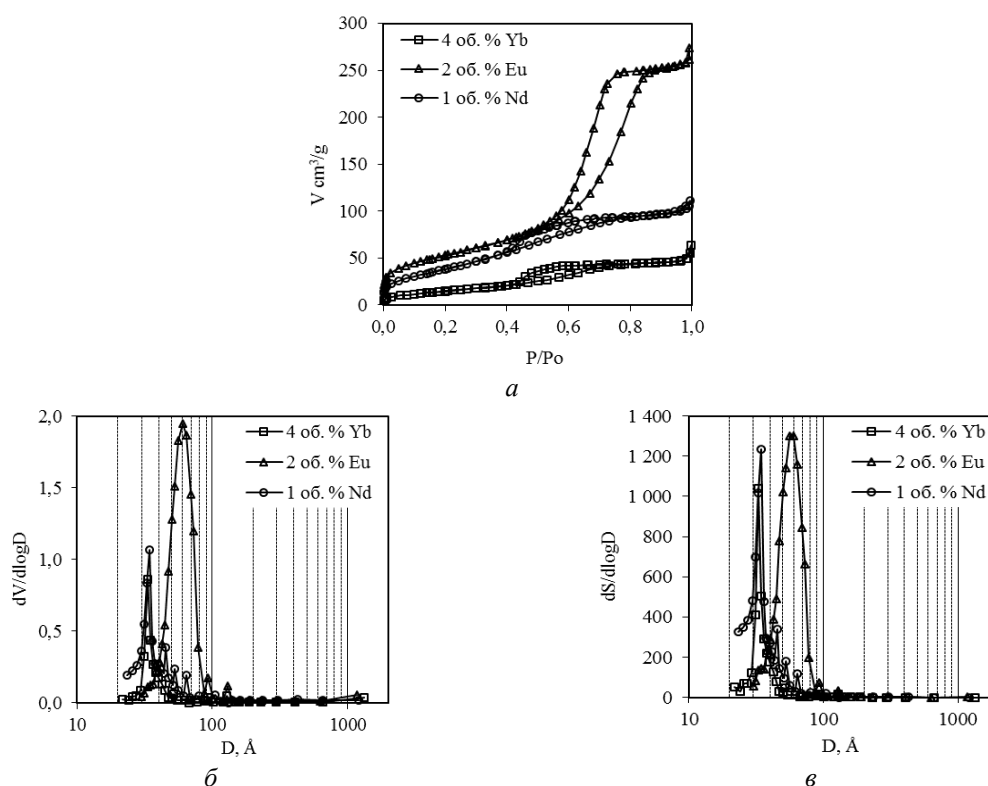 300
250
200
150
100
50
0
V cm³/g
4 об. % Yb
2 об. % Eu
1 об. % Nd
0,0 0,2 0,4 0,6 0,8 1,0
P/Po
а
2,0
1,5
1,0
0,5
0,0
dV/dlogD
4 об. % Yb
2 об. % Eu
1 об. % Nd
10 100 1000
D, Å
б
1 400
1 200
1 000
800
600
400
200
0
dS/dlogD
4 об. % Yb
2 об. % Eu
1 об. % Nd
10 100 1000
D, Å
в